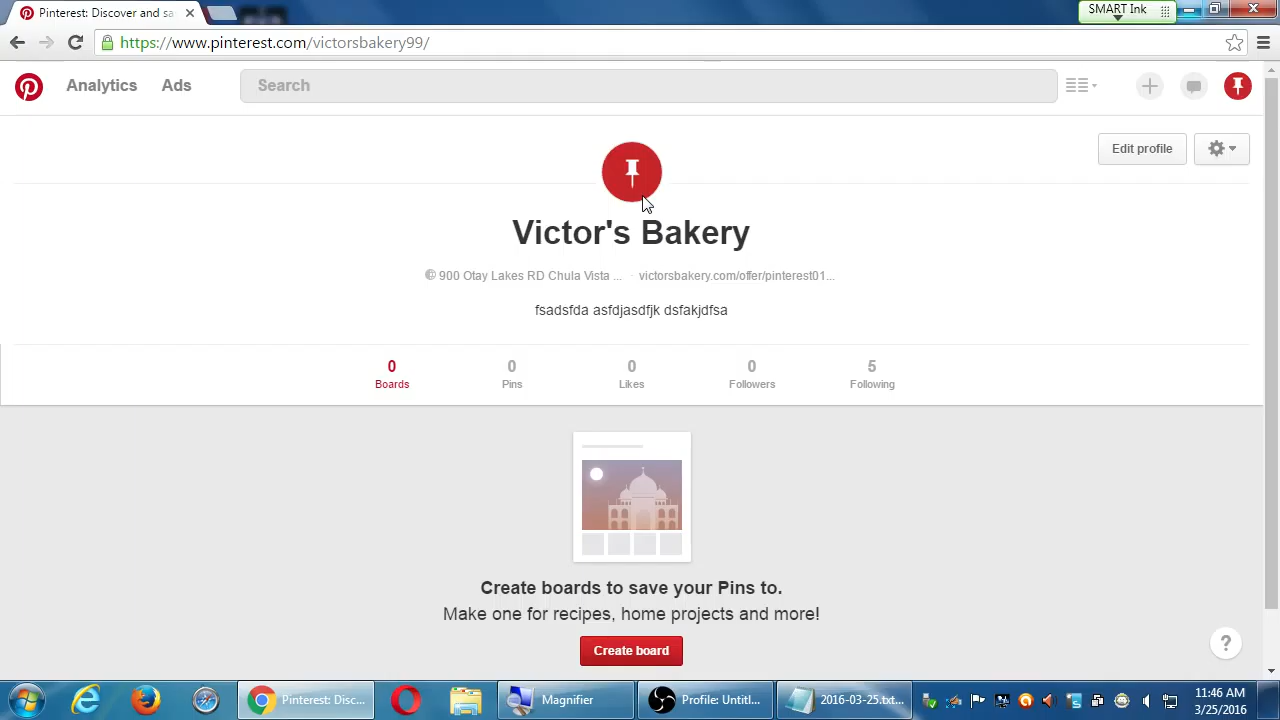 Pinterest: Discover and sa
SMART Ink
https://www.pinterest.com/victorsbakery99/
Analytics Ads Search
Edit profile
Victor's Bakery
900 Otay Lakes RD Chula Vista ... · victorsbakery.com/offer/pinterest01...
fsadsfda asfdjasdfjk dsfakjdfsa
0 0 0 0 5
Boards Pins Likes Followers Following
Create boards to save your Pins to.
Make one for recipes, home projects and more!
Create board
?
Pinterest: Disc... Magnifier Profile: Untitl... 2016-03-25.txt...
11:46 AM
3/25/2016